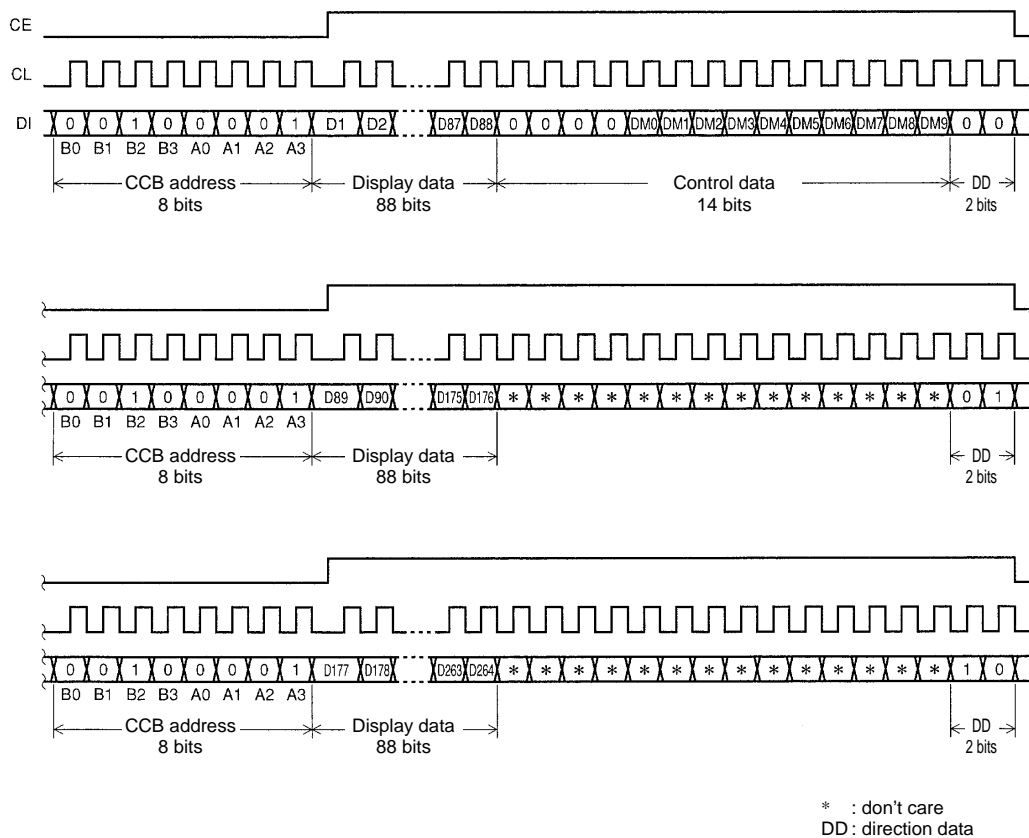 CE
CL
DI 0 0 1 0 0 0 0 1 D1 D2 D87 D88 0 0 0 0 DM0 DM1 DM2 DM3 DM4 DM5 DM6 DM7 DM8 DM9 0 0
B0 B1 B2 B3 A0 A1 A2 A3
CCB address Display data Control data DD
8 bits 88 bits 14 bits 2 bits
0 0 1 0 0 0 0 1 D89 D90 D175 D176 * * * * * * * * * * * * * * 0 1
B0 B1 B2 B3 A0 A1 A2 A3
CCB address Display data DD
8 bits 88 bits 2 bits
0 0 1 0 0 0 0 1 D177 D178 D263 D264 * * * * * * * * * * * * * * 1 0
B0 B1 B2 B3 A0 A1 A2 A3
CCB address Display data DD
8 bits 88 bits 2 bits
* : don't care
DD : direction data